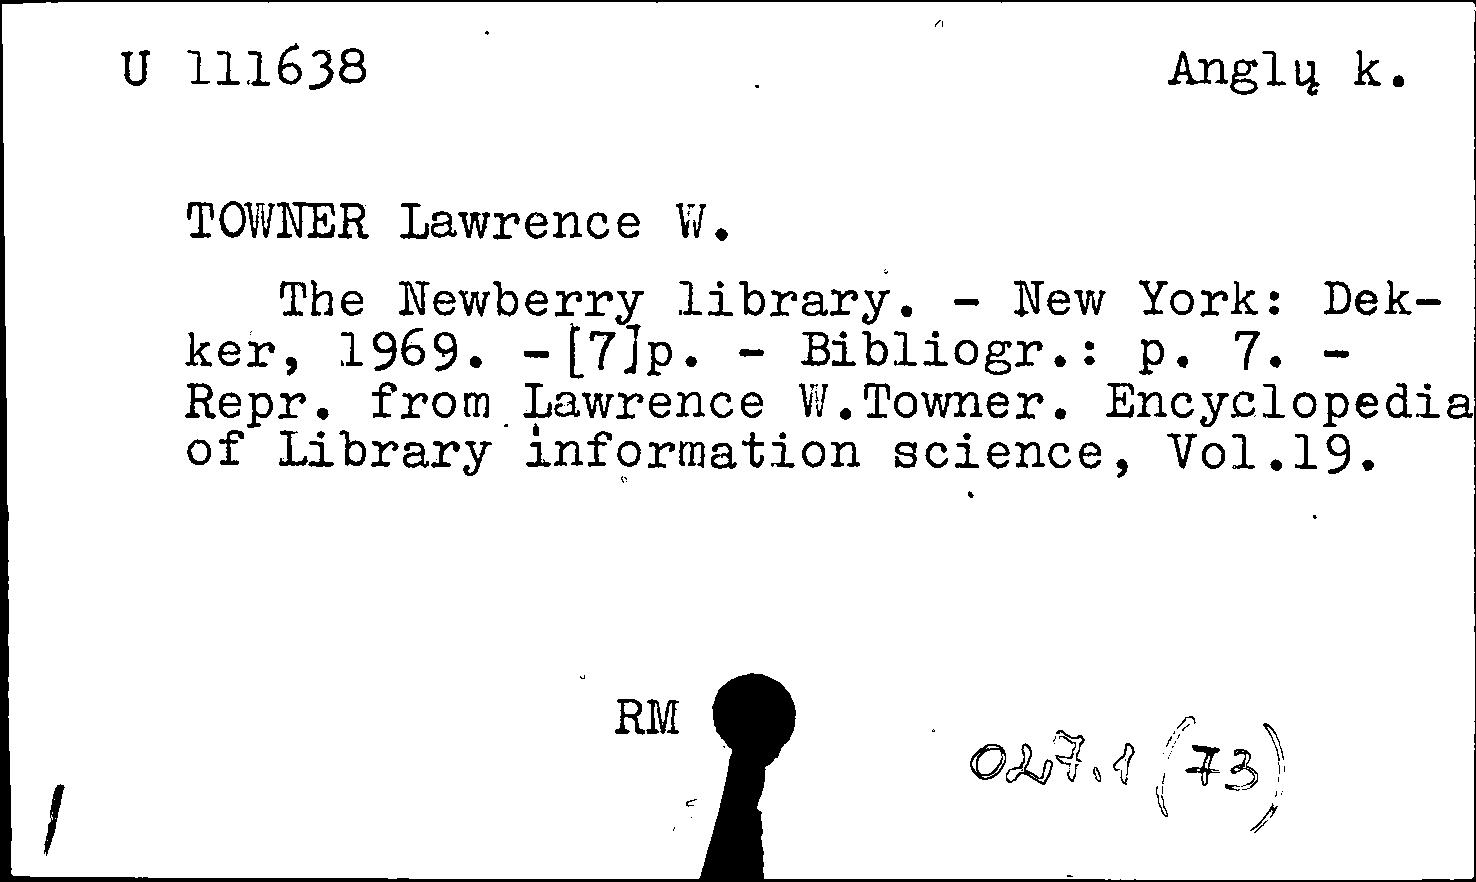 U 111638 Anglų k.
TOWNER Lawrence W.
The Newberry library. - New York: Dek-
ker, 1969. -[7]p. - Bibliogr.: p. 7. -
Repr. from Lawrence W.Towner. Encyclopedia
of Library information science, Vol.19.
RM
027.1 (73)